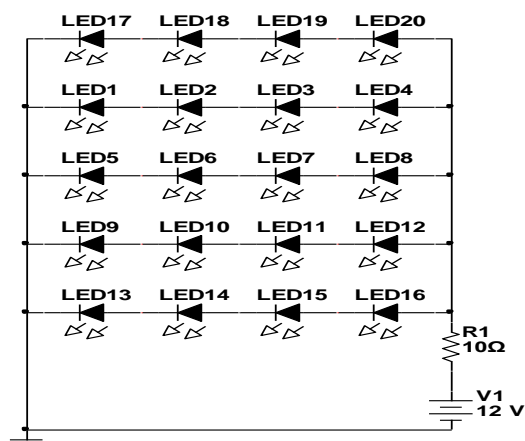 LED17 LED18 LED19 LED20
LED1 LED2 LED3 LED4
LED5 LED6 LED7 LED8
LED9 LED10 LED11 LED12
LED13 LED14 LED15 LED16
R1
10Ω
V1
12 V